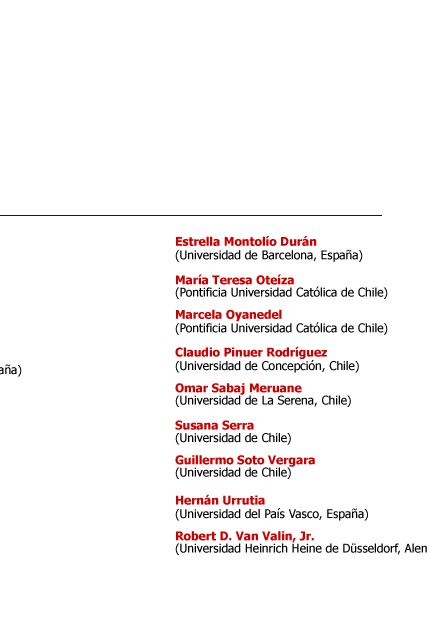 Estrella Montolío Durán
(Universidad de Barcelona, España)
María Teresa Oteíza
(Pontificia Universidad Católica de Chile)
Marcela Oyanedel
(Pontificia Universidad Católica de Chile)
Claudio Pinuer Rodríguez
(Universidad de Concepción, Chile)
aña)
Omar Sabaj Meruane
(Universidad de La Serena, Chile)
Susana Serra
(Universidad de Chile)
Guillermo Soto Vergara
(Universidad de Chile)
Hernán Urrutia
(Universidad del País Vasco, España)
Robert D. Van Valin, Jr.
(Universidad Heinrich Heine de Düsseldorf, Alem